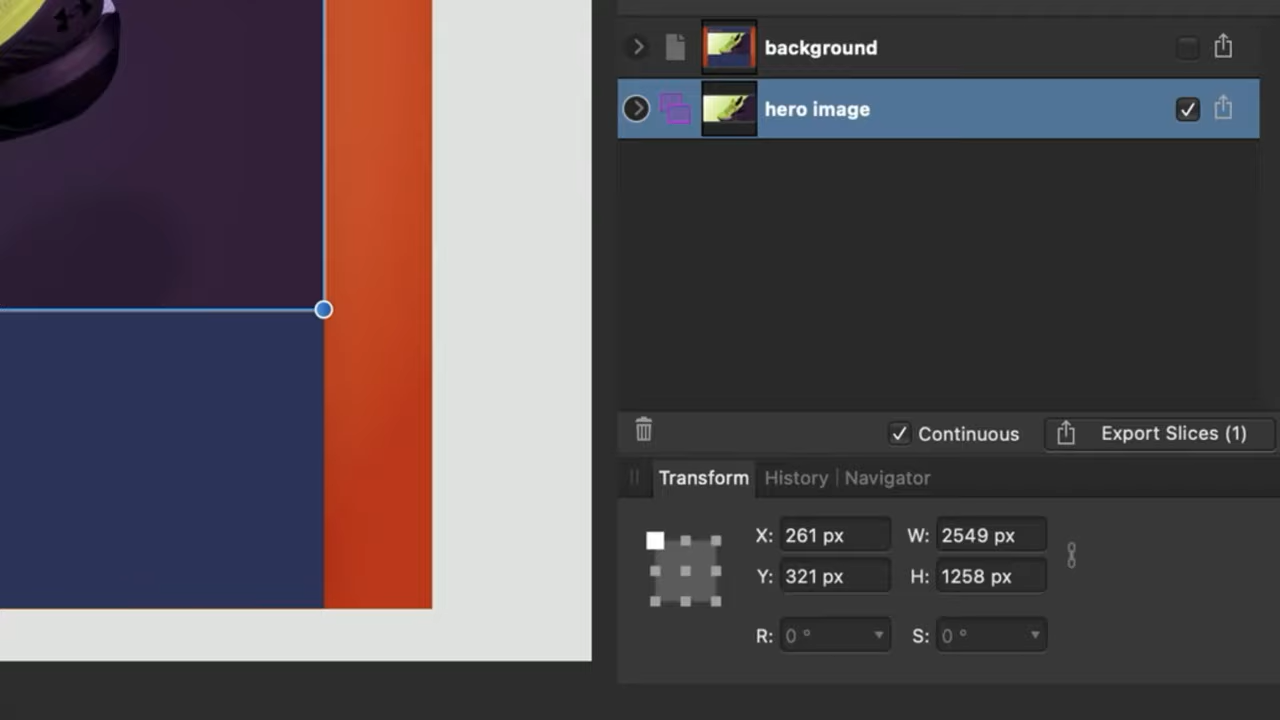 background
hero image
Continuous
Export Slices (1)
Transform
History
Navigator
X: 261 px
W: 2549 px
Y: 321 px
H: 1258 px
R: 0 °
S: 0 °